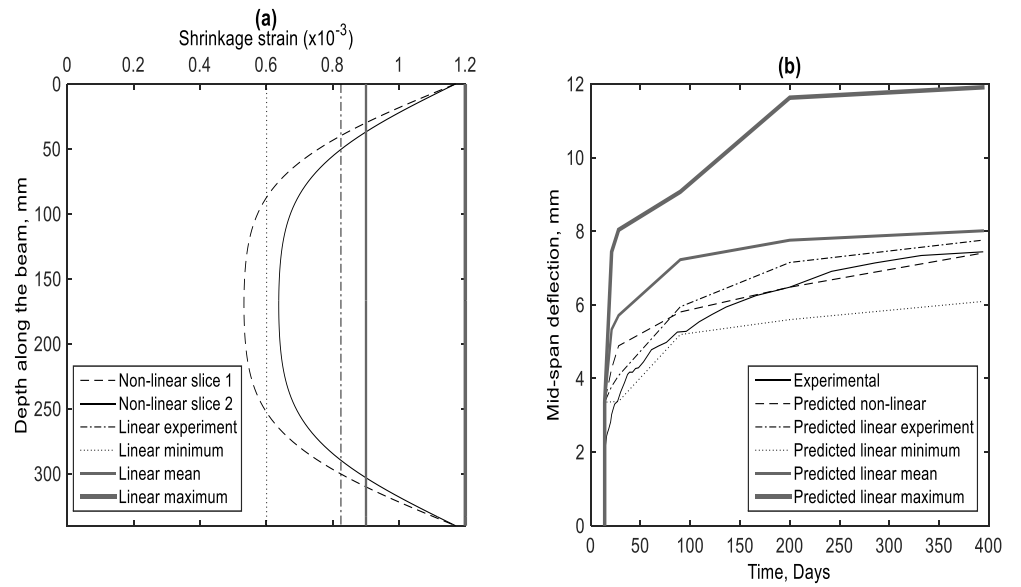 (a)
Shrinkage strain (x10-3)
0 0.2 0.4 0.6 0.8 1 1.2
Depth along the beam, mm
0
50
100
150
200
250
300
Non-linear slice 1
Non-linear slice 2
Linear experiment
Linear minimum
Linear mean
Linear maximum
(b)
Mid-span deflection, mm
12
10
8
6
4
2
0
Experimental
Predicted non-linear
Predicted linear experiment
Predicted linear minimum
Predicted linear mean
Predicted linear maximum
0 50 100 150 200 250 300 350 400
Time, Days